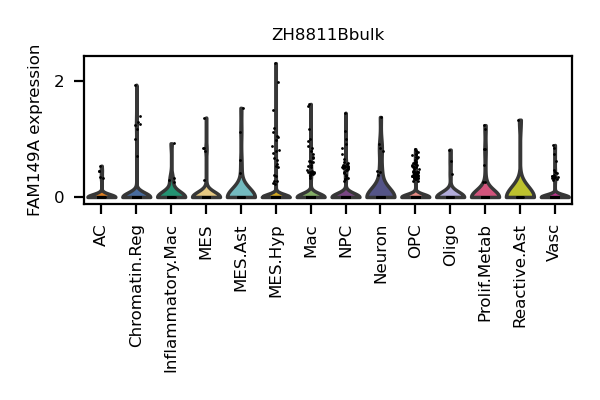 ZH8811Bbulk
FAM149A expression
2
0
AC
Chromatin.Reg
Inflammatory.Mac
MES
MES.Ast
MES.Hyp
Mac
NPC
Neuron
OPC
Oligo
Prolif.Metab
Reactive.Ast
Vasc